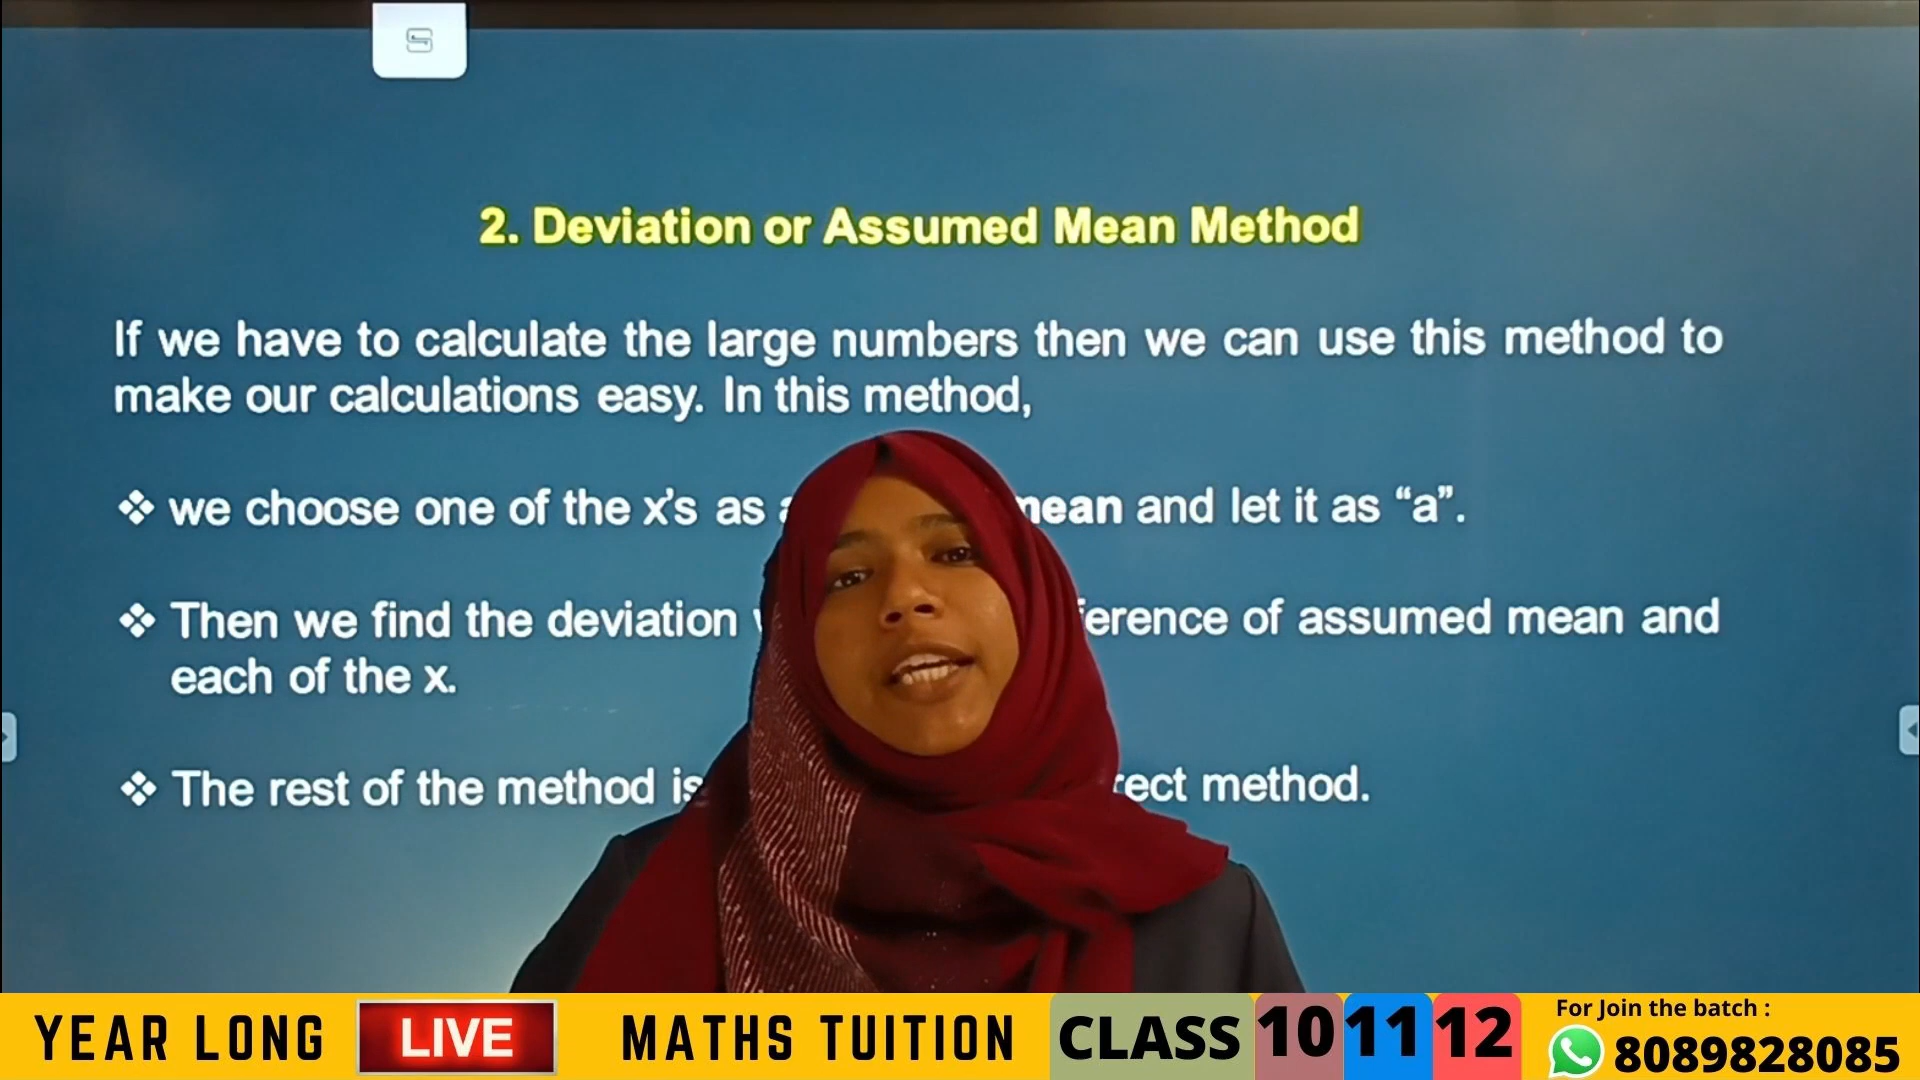 2. Deviation or Assumed Mean Method
If we have to calculate the large numbers then we can use this method to
make our calculations easy. In this method,
❖ we choose one of the x's as mean and let it as “a”.
❖ Then we find the deviation erence of assumed mean and
each of the x.
❖ The rest of the method is rect method.
YEAR LONG LIVE MATHS TUITION CLASS 10 11 12
For Join the batch :
8089828085